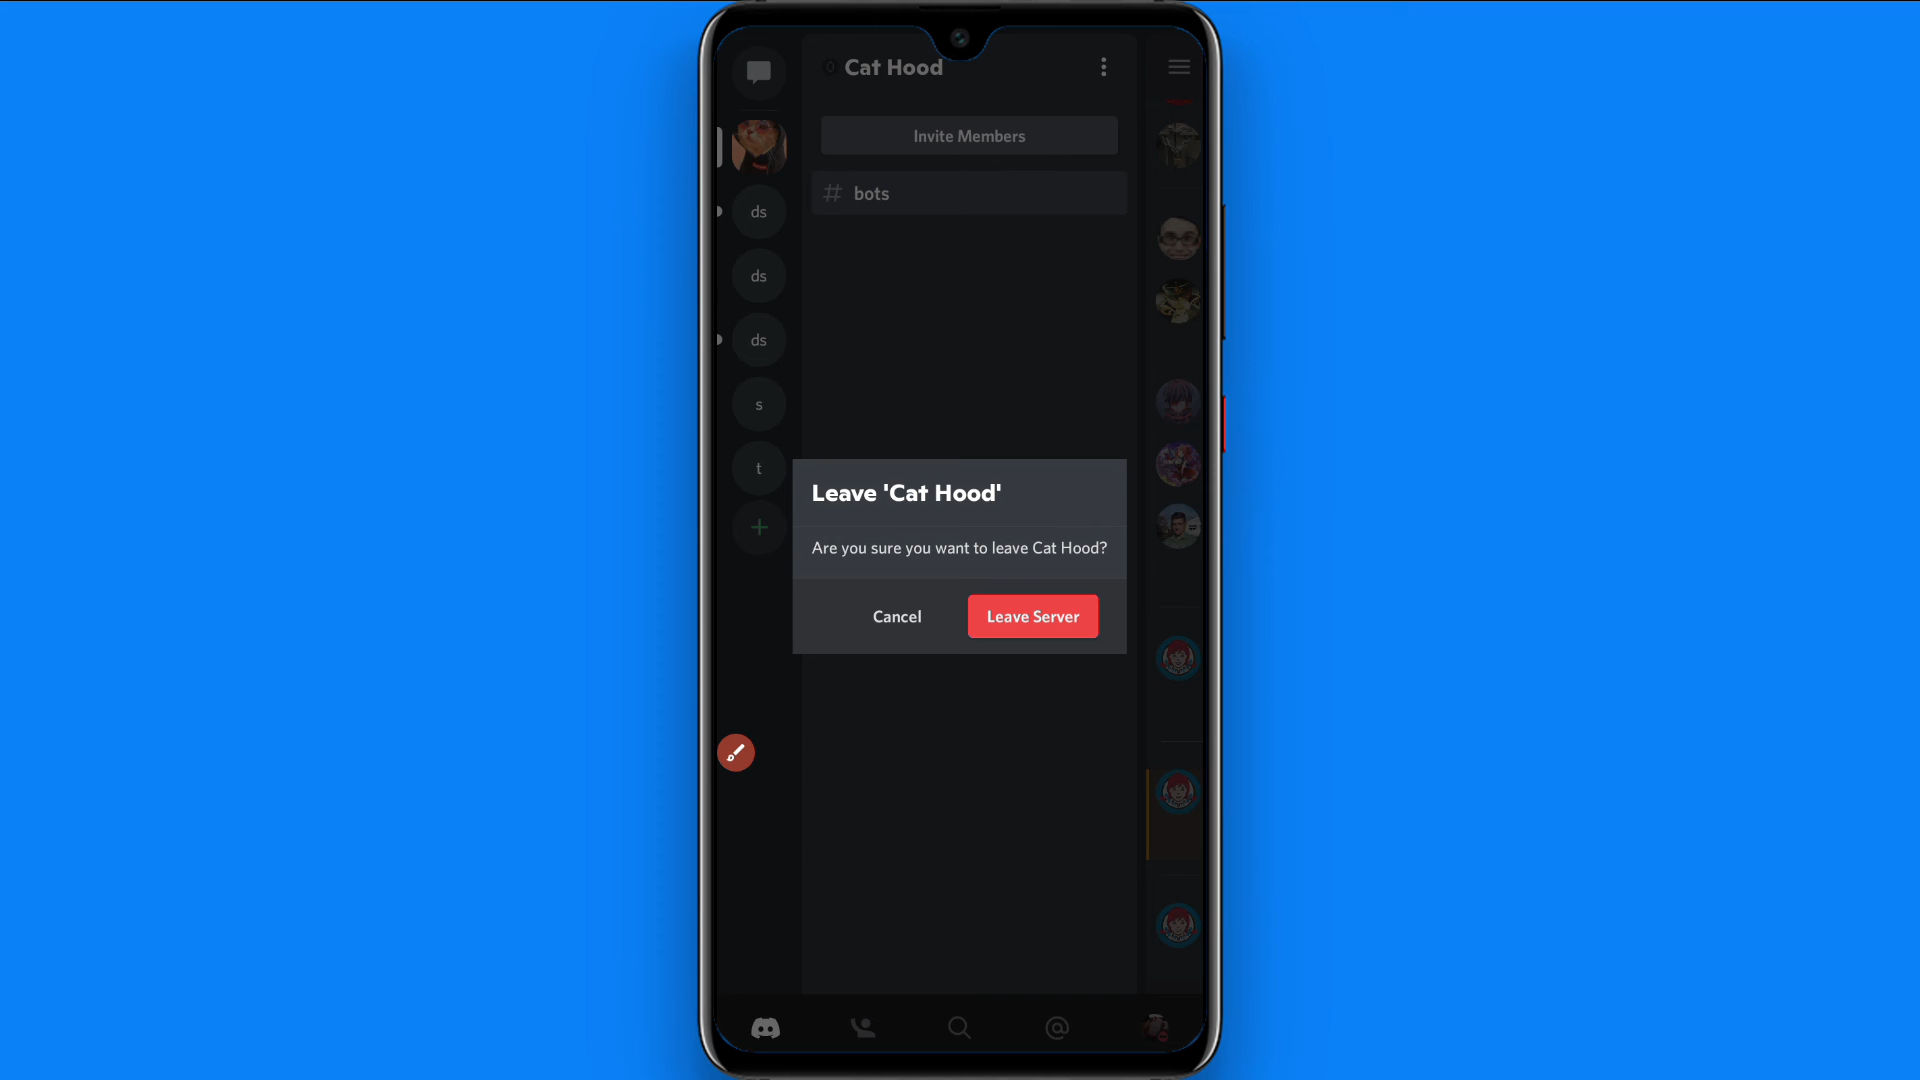 Cat Hood
Invite Members
# bots
ds
ds
ds
s
t
+
Leave 'Cat Hood'
Are you sure you want to leave Cat Hood?
Cancel
Leave Server
@